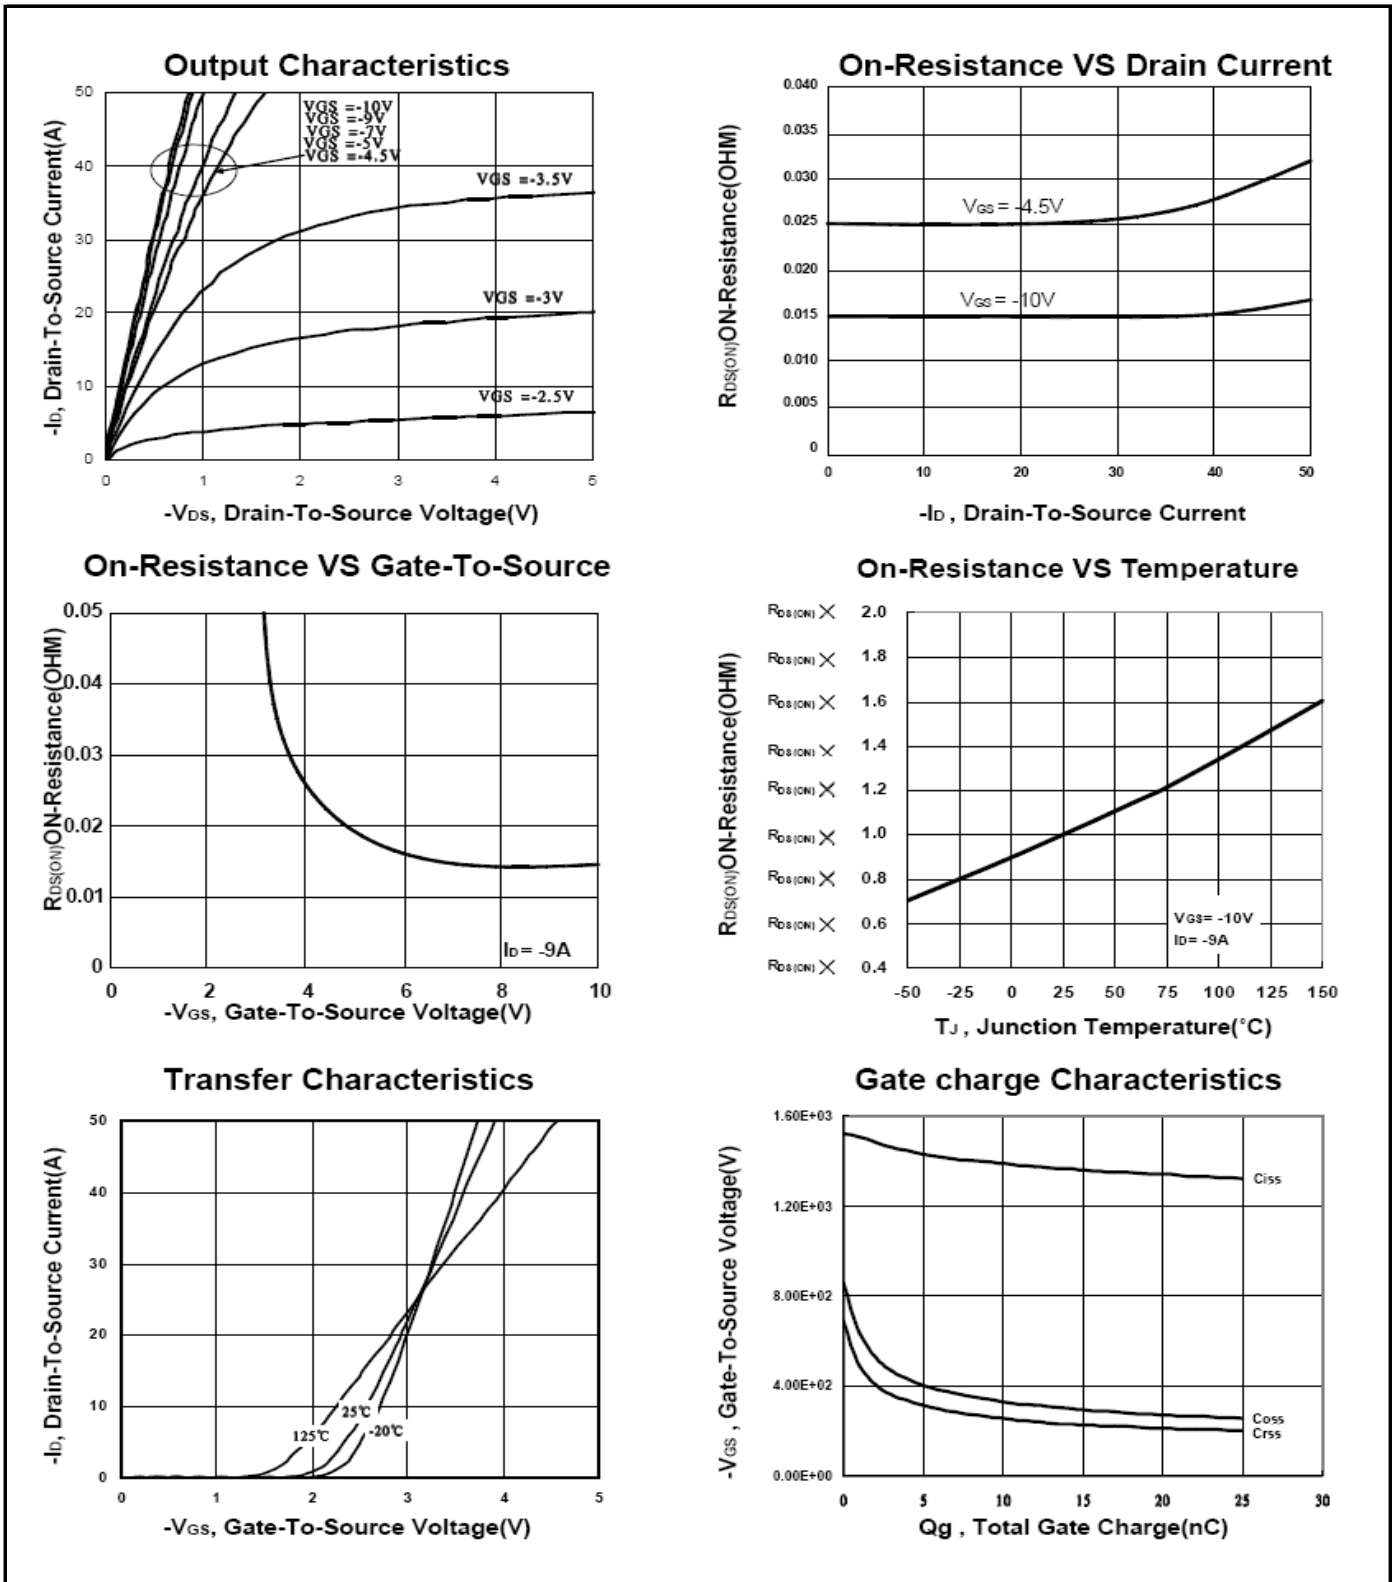 Output Characteristics
-ID, Drain-To-Source Current(A)
50
40
30
20
10
0
VGS =-10V
VGS =-9V
VGS =-7V
VGS =-5V
VGS =-4.5V
VGS =-3.5V
VGS =-3V
VGS =-2.5V
0 1 2 3 4 5
-VDS, Drain-To-Source Voltage(V)
On-Resistance VS Drain Current
RDS(ON)ON-Resistance(OHM)
0.040
0.035
0.030
0.025
0.020
0.015
0.010
0.005
0
VGS = -4.5V
VGS = -10V
0 10 20 30 40 50
-ID , Drain-To-Source Current
On-Resistance VS Gate-To-Source
RDS(ON)ON-Resistance(OHM)
0.05
0.04
0.03
0.02
0.01
0
ID= -9A
0 2 4 6 8 10
-VGS, Gate-To-Source Voltage(V)
On-Resistance VS Temperature
RDS(ON)ON-Resistance(OHM)
RDS(ON) X 2.0
RDS(ON) X 1.8
RDS(ON) X 1.6
RDS(ON) X 1.4
RDS(ON) X 1.2
RDS(ON) X 1.0
RDS(ON) X 0.8
RDS(ON) X 0.6
RDS(ON) X 0.4
VGS= -10V
ID= -9A
-50 -25 0 25 50 75 100 125 150
TJ , Junction Temperature(°C)
Transfer Characteristics
-ID, Drain-To-Source Current(A)
50
40
30
20
10
0
125℃
25℃
-20℃
0 1 2 3 4 5
-VGS, Gate-To-Source Voltage(V)
Gate charge Characteristics
-VGS , Gate-To-Source Voltage(V)
1.60E+03
1.20E+03
8.00E+02
4.00E+02
0.00E+00
Ciss
Coss
Crss
0 5 10 15 20 25 30
Qg , Total Gate Charge(nC)